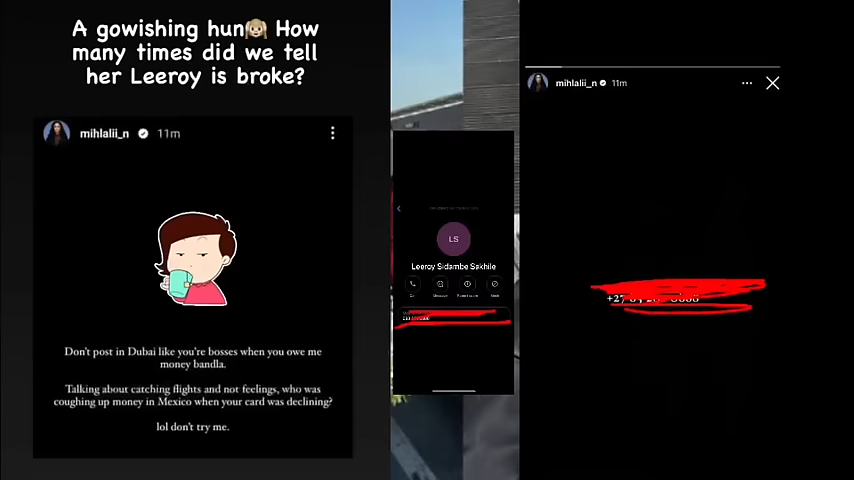 A gowishing hun How
many times did we tell
her Leeroy is broke?
mihlalii_n 11m
Don't post in Dubai like you're bosses when you owe me
money bandla.
Talking about catching flights and not feelings, who was
coughing up money in Mexico when your card was declining?
lol don't try me.
LS
Leeroy Sidambe Sakhile
mihlalii_n 11m